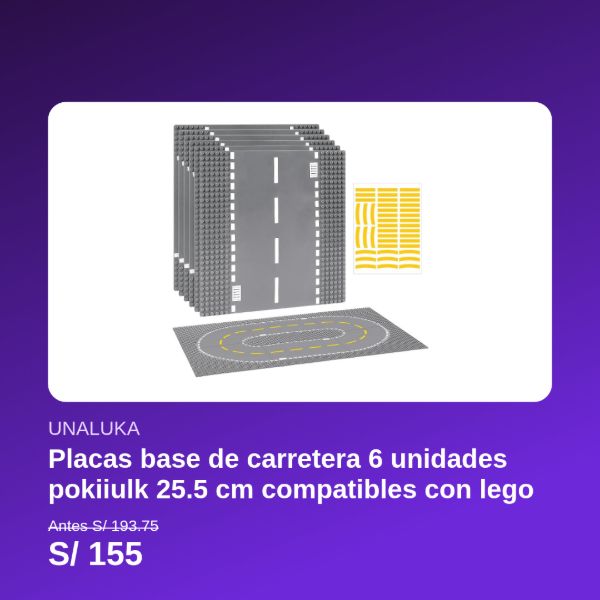 UNALUKA
Placas base de carretera 6 unidades
pokiiulk 25.5 cm compatibles con lego
Antes S/ 193.75
S/ 155